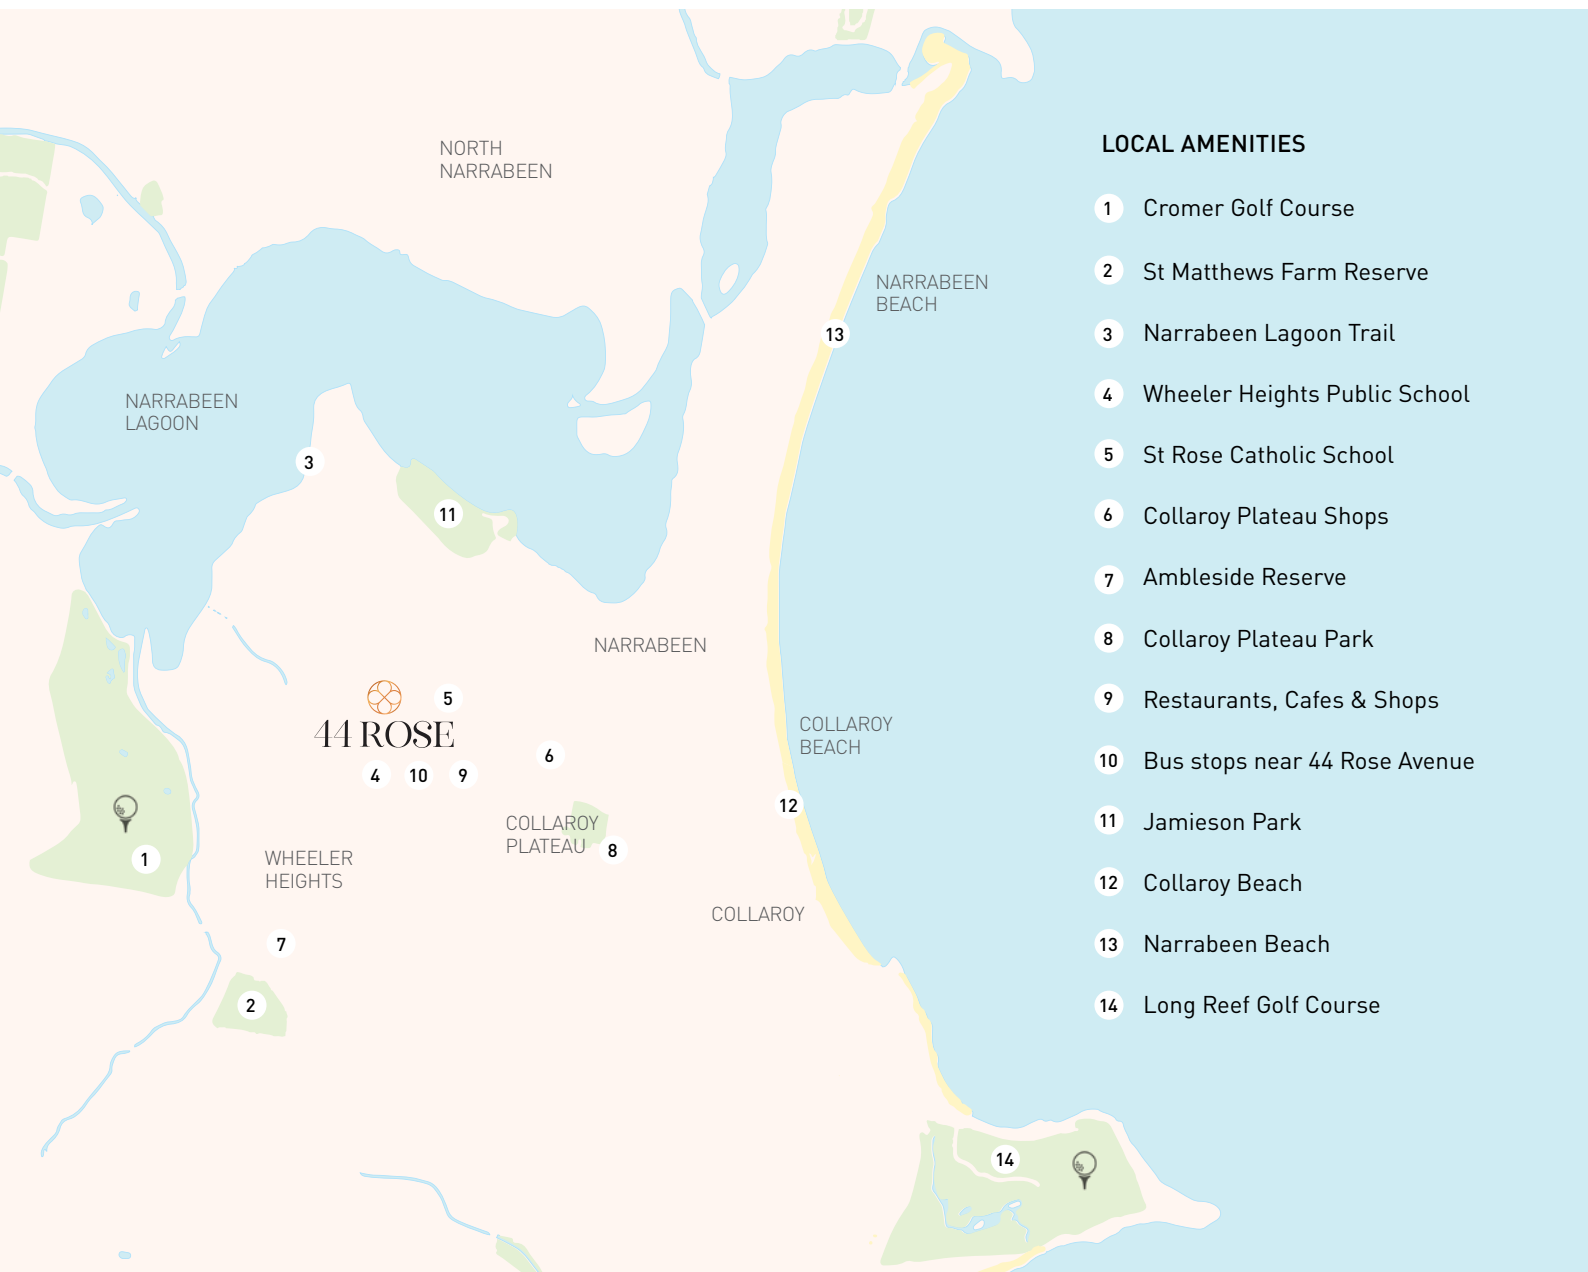 NORTH
NARRABEEN
NARRABEEN
BEACH
13
NARRABEEN
LAGOON
3
11
NARRABEEN
5
44 ROSE
4
10
9
6
COLLAROY
BEACH
12
COLLAROY
PLATEAU
8
1
WHEELER
HEIGHTS
COLLAROY
7
2
14
LOCAL AMENITIES
1 Cromer Golf Course
2 St Matthews Farm Reserve
3 Narrabeen Lagoon Trail
4 Wheeler Heights Public School
5 St Rose Catholic School
6 Collaroy Plateau Shops
7 Ambleside Reserve
8 Collaroy Plateau Park
9 Restaurants, Cafes & Shops
10 Bus stops near 44 Rose Avenue
11 Jamieson Park
12 Collaroy Beach
13 Narrabeen Beach
14 Long Reef Golf Course